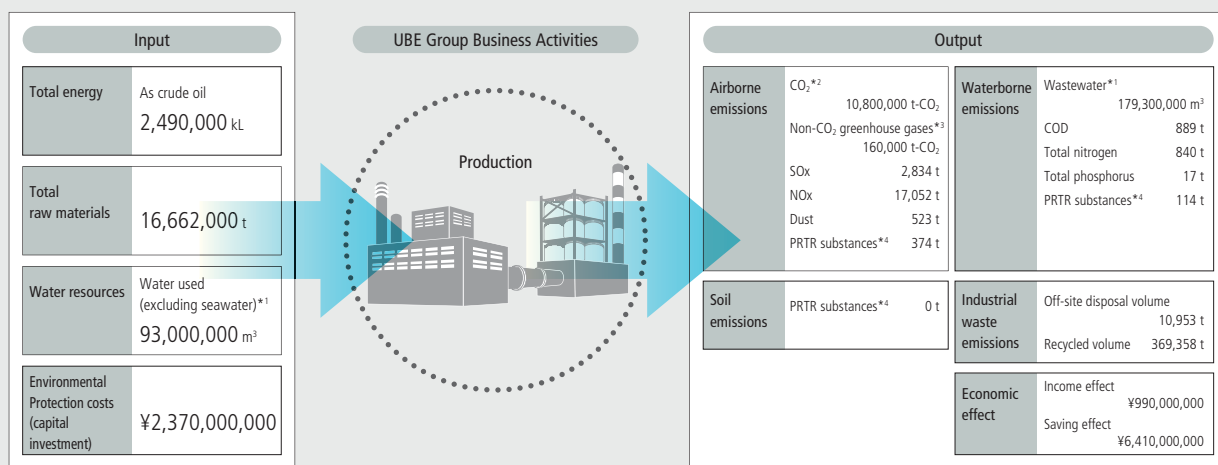 Input
Total energy
As crude oil
2,490,000 kL
Total
raw materials
16,662,000 t
Water resources
Water used
(excluding seawater)*1
93,000,000 m³
Environmental
Protection costs
(capital
investment)
¥2,370,000,000
UBE Group Business Activities
Production
Output
Airborne
emissions
CO₂*2
10,800,000 t-CO₂
Non-CO₂ greenhouse gases*3
160,000 t-CO₂
SOx 2,834 t
NOx 17,052 t
Dust 523 t
PRTR substances*4 374 t
Soil
emissions
PRTR substances*4 0 t
Waterborne
emissions
Wastewater*1
179,300,000 m³
COD 889 t
Total nitrogen 840 t
Total phosphorus 17 t
PRTR substances*4 114 t
Industrial
waste
emissions
Off-site disposal volume
10,953 t
Recycled volume 369,358 t
Economic
effect
Income effect
¥990,000,000
Saving effect
¥6,410,000,000